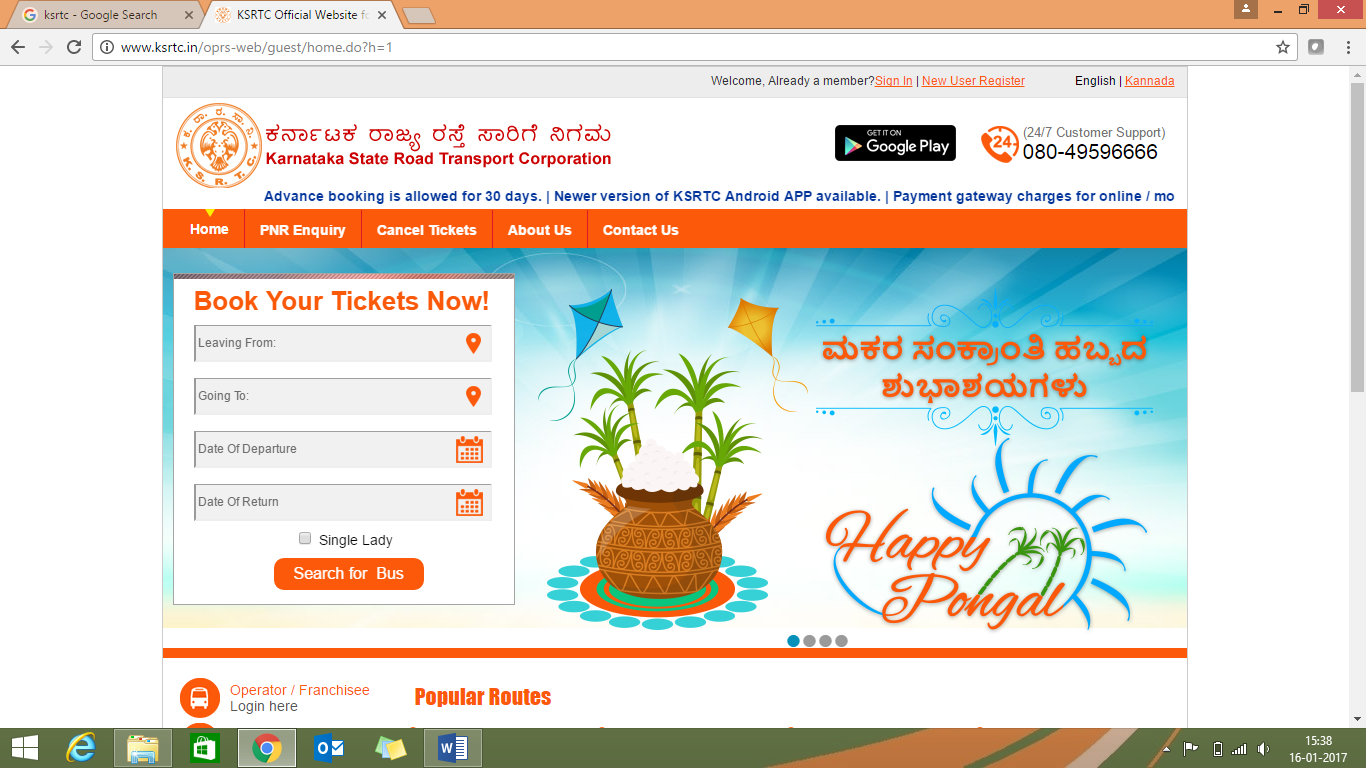 ksrtc - Google Search
KSRTC Official Website fo
www.ksrtc.in/oprs-web/guest/home.do?h=1
Welcome, Already a member?Sign In | New User Register
English | Kannada
ಕ. ರಾ. ರ. ಸಾ. ನಿ.
K. S. R. T. C.
ಕರ್ನಾಟಕ ರಾಜ್ಯ ರಸ್ತೆ ಸಾರಿಗೆ ನಿಗಮ
Karnataka State Road Transport Corporation
GET IT ON
Google Play
24
(24/7 Customer Support)
080-49596666
Advance booking is allowed for 30 days. | Newer version of KSRTC Android APP available. | Payment gateway charges for online / mo
Home PNR Enquiry Cancel Tickets About Us Contact Us
Book Your Tickets Now!
Leaving From:
Going To:
Date Of Departure
Date Of Return
Single Lady
Search for Bus
ಮಕರ ಸಂಕ್ರಾಂತಿ ಹಬ್ಬದ
ಶುಭಾಶಯಗಳು
Happy
Pongal
Operator / Franchisee
Login here
Popular Routes
15:38
16-01-2017